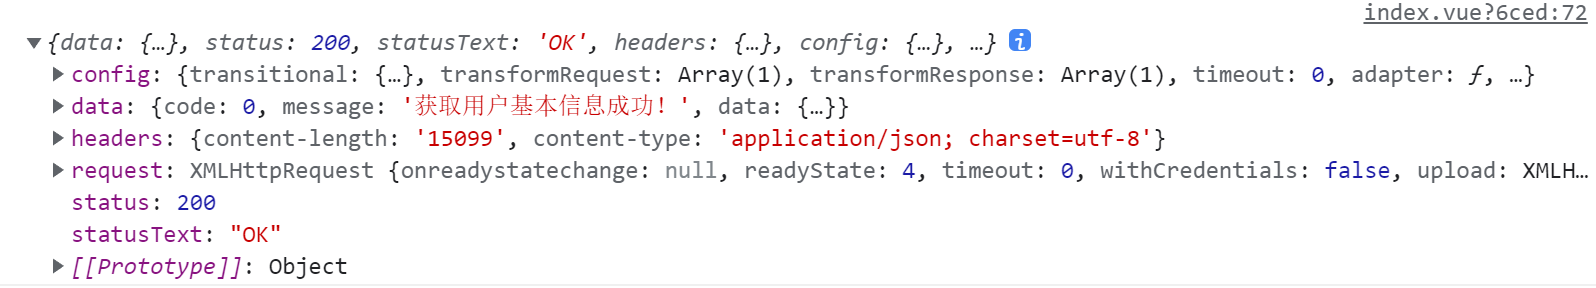 index.vue?6ced:72
{data: {…}, status: 200, statusText: 'OK', headers: {…}, config: {…}, …} i
config: {transitional: {…}, transformRequest: Array(1), transformResponse: Array(1), timeout: 0, adapter: ƒ, …}
data: {code: 0, message: '获取用户基本信息成功！', data: {…}}
headers: {content-length: '15099', content-type: 'application/json; charset=utf-8'}
request: XMLHttpRequest {onreadystatechange: null, readyState: 4, timeout: 0, withCredentials: false, upload: XMLH…
status: 200
statusText: "OK"
[[Prototype]]: Object